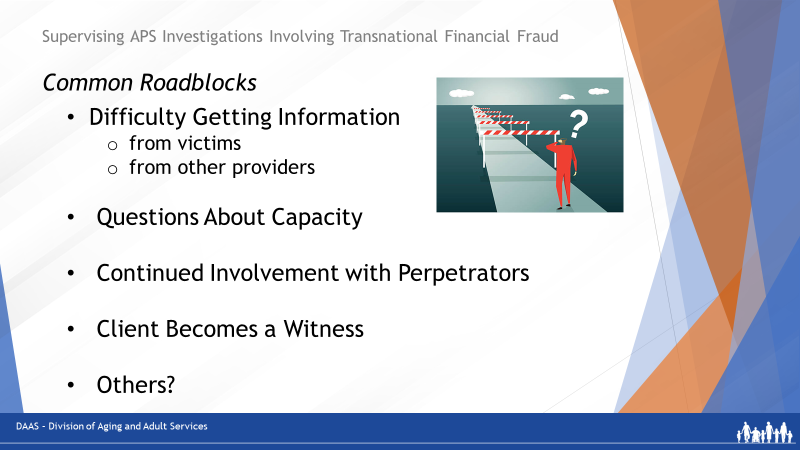 Supervising APS Investigations Involving Transnational Financial Fraud
Common Roadblocks
• Difficulty Getting Information
o from victims
o from other providers
• Questions About Capacity
• Continued Involvement with Perpetrators
• Client Becomes a Witness
• Others?
?
DAAS – Division of Aging and Adult Services